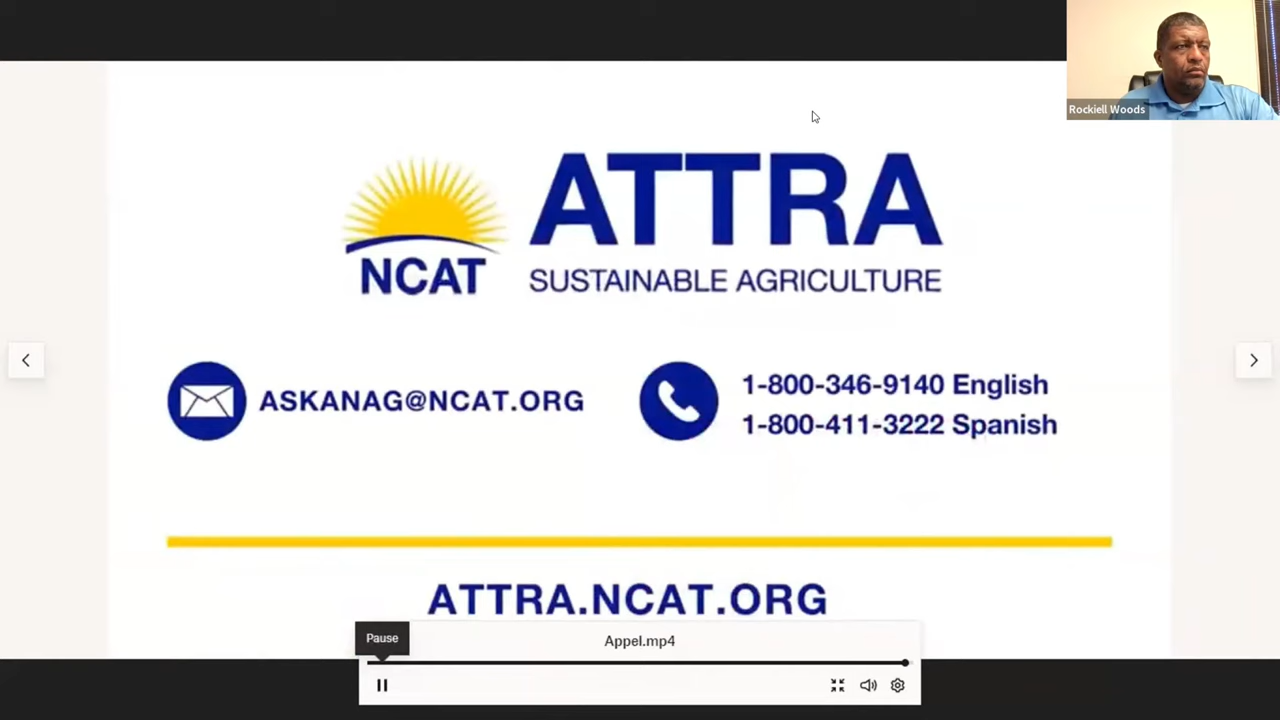 Rockiell Woods
ATTRA
NCAT
SUSTAINABLE AGRICULTURE
ASKANAG@NCAT.ORG
1-800-346-9140 English
1-800-411-3222 Spanish
ATTRA.NCAT.ORG
Pause
Appel.mp4